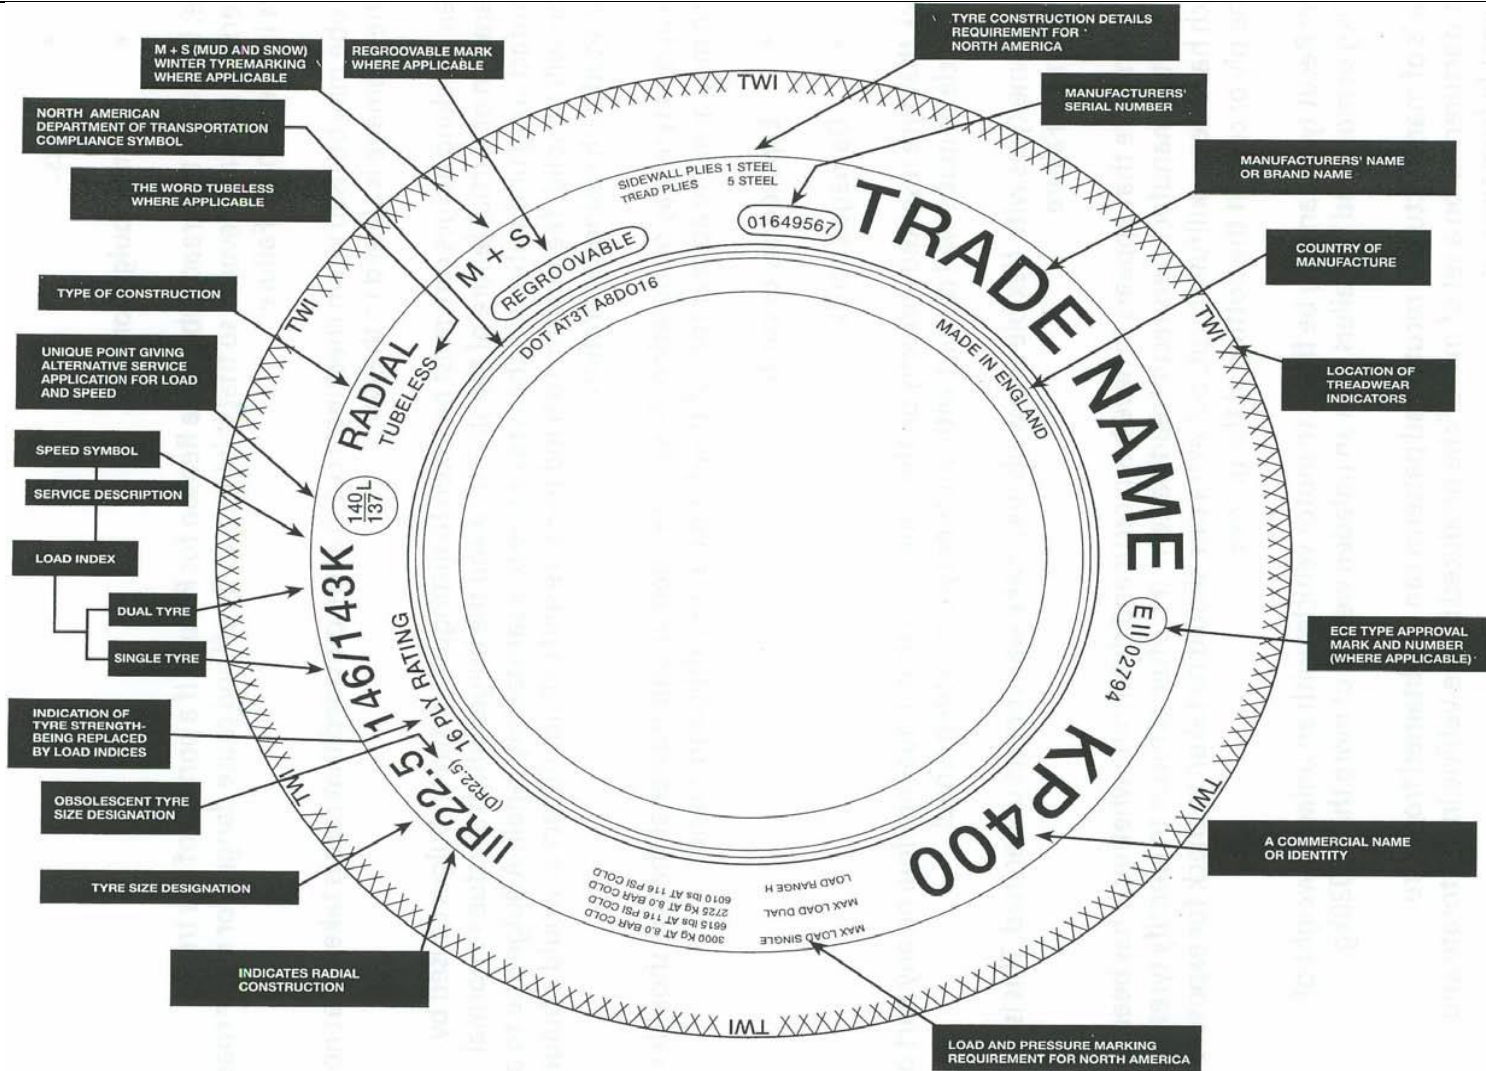 TYRE CONSTRUCTION DETAILS
REQUIREMENT FOR
NORTH AMERICA
M + S (MUD AND SNOW)
WINTER TYREMARKING
WHERE APPLICABLE
REGROOVABLE MARK
WHERE APPLICABLE
MANUFACTURERS'
SERIAL NUMBER
NORTH AMERICAN
DEPARTMENT OF TRANSPORTATION
COMPLIANCE SYMBOL
MANUFACTURERS' NAME
OR BRAND NAME
THE WORD TUBELESS
WHERE APPLICABLE
COUNTRY OF
MANUFACTURE
TYPE OF CONSTRUCTION
UNIQUE POINT GIVING
ALTERNATIVE SERVICE
APPLICATION FOR LOAD
AND SPEED
LOCATION OF
TREADWEAR
INDICATORS
SPEED SYMBOL
SERVICE DESCRIPTION
LOAD INDEX
DUAL TYRE
SINGLE TYRE
ECE TYPE APPROVAL
MARK AND NUMBER
(WHERE APPLICABLE)
INDICATION OF
TYRE STRENGTH-
BEING REPLACED
BY LOAD INDICES
OBSOLESCENT TYRE
SIZE DESIGNATION
A COMMERCIAL NAME
OR IDENTITY
TYRE SIZE DESIGNATION
INDICATES RADIAL
CONSTRUCTION
LOAD AND PRESSURE MARKING
REQUIREMENT FOR NORTH AMERICA
TWI
TWI
TWI
TWI
TWI
TWI
SIDEWALL PLIES 1 STEEL
TREAD PLIES 5 STEEL
01649567
TRADE NAME
M + S
REGROOVABLE
DOT AT3T A8DO16
MADE IN ENGLAND
RADIAL
TUBELESS
140
137 L
IIR22.5 /146/143K
(DR22.5) 16 PLY RATING
E II 02794
KP400
MAX LOAD SINGLE 3000 Kg AT 8.0 BAR COLD
6615 lbs AT 116 PSI COLD
MAX LOAD DUAL 2725 Kg AT 8.0 BAR COLD
6010 lbs AT 116 PSI COLD
LOAD RANGE H